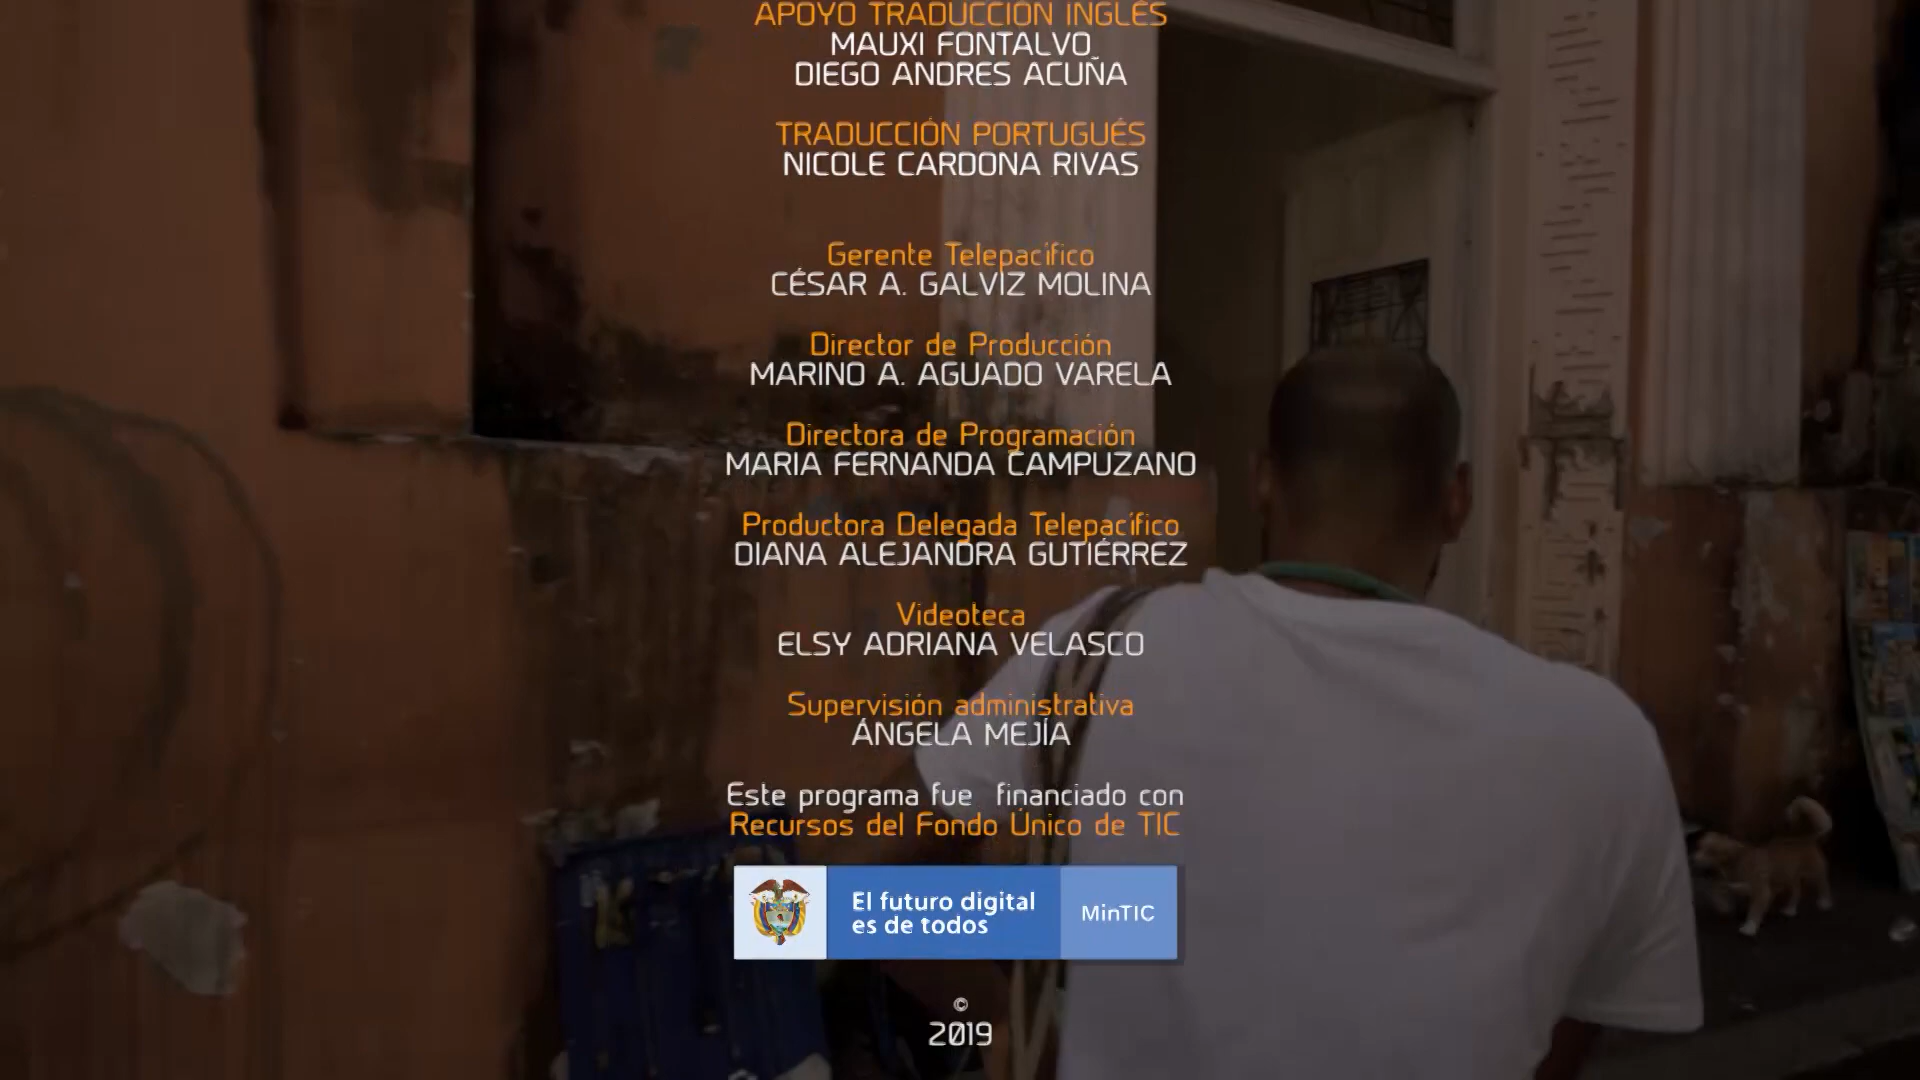 APOYO TRADUCCIÓN INGLÉS
MAUXI FONTALVO
DIEGO ANDRES ACUÑA
TRADUCCIÓN PORTUGUÉS
NICOLE CARDONA RIVAS
Gerente Telepacífico
CÉSAR A. GALVIZ MOLINA
Director de Producción
MARINO A. AGUADO VARELA
Directora de Programación
MARIA FERNANDA CAMPUZANO
Productora Delegada Telepacífico
DIANA ALEJANDRA GUTIÉRREZ
Videoteca
ELSY ADRIANA VELASCO
Supervisión administrativa
ÁNGELA MEJÍA
Este programa fue financiado con
Recursos del Fondo Único de TIC
El futuro digital
es de todos
MinTIC
©
2019